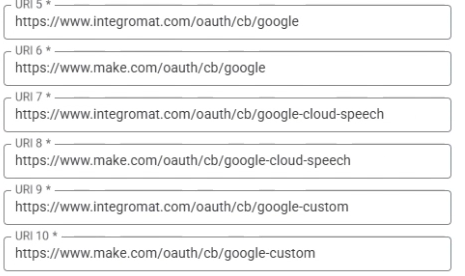 URI 5 *
https://www.integromat.com/oauth/cb/google
URI 6 *
https://www.make.com/oauth/cb/google
URI 7 *
https://www.integromat.com/oauth/cb/google-cloud-speech
URI 8 *
https://www.make.com/oauth/cb/google-cloud-speech
URI 9 *
https://www.integromat.com/oauth/cb/google-custom
URI 10 *
https://www.make.com/oauth/cb/google-custom